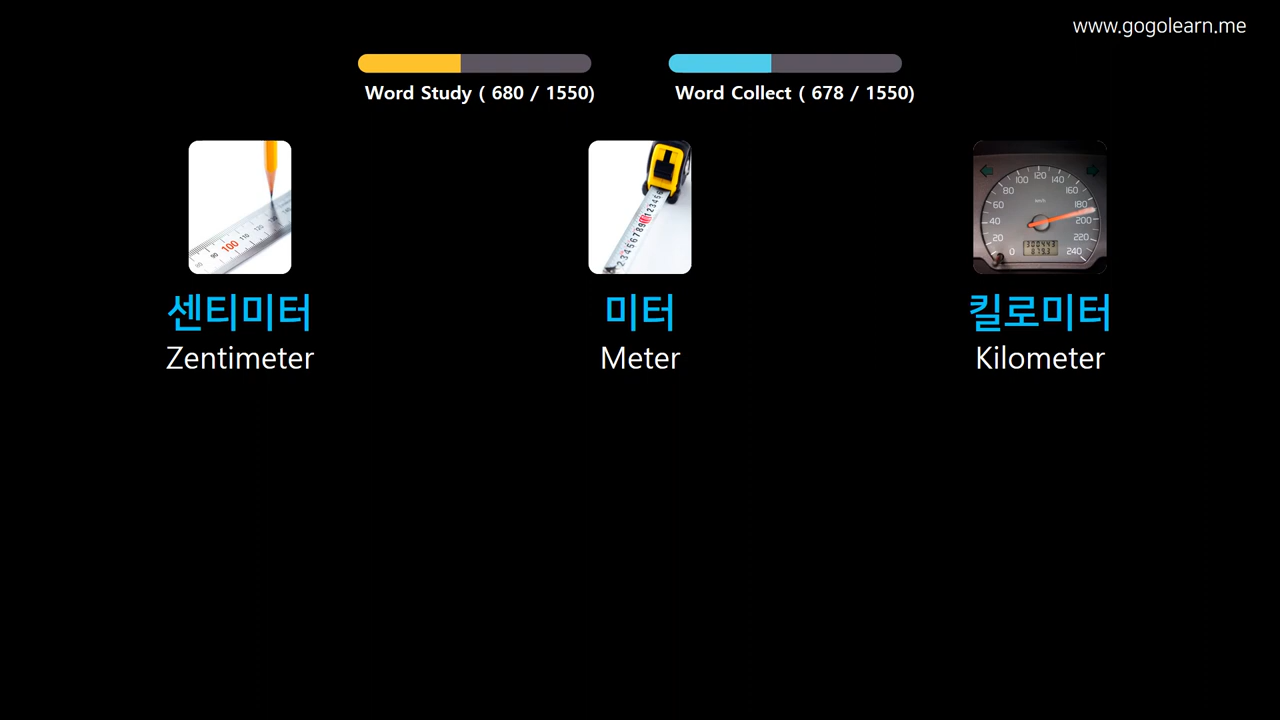 www.gogolearn.me
Word Study ( 680 / 1550)
Word Collect ( 678 / 1550)
센티미터
Zentimeter
미터
Meter
킬로미터
Kilometer